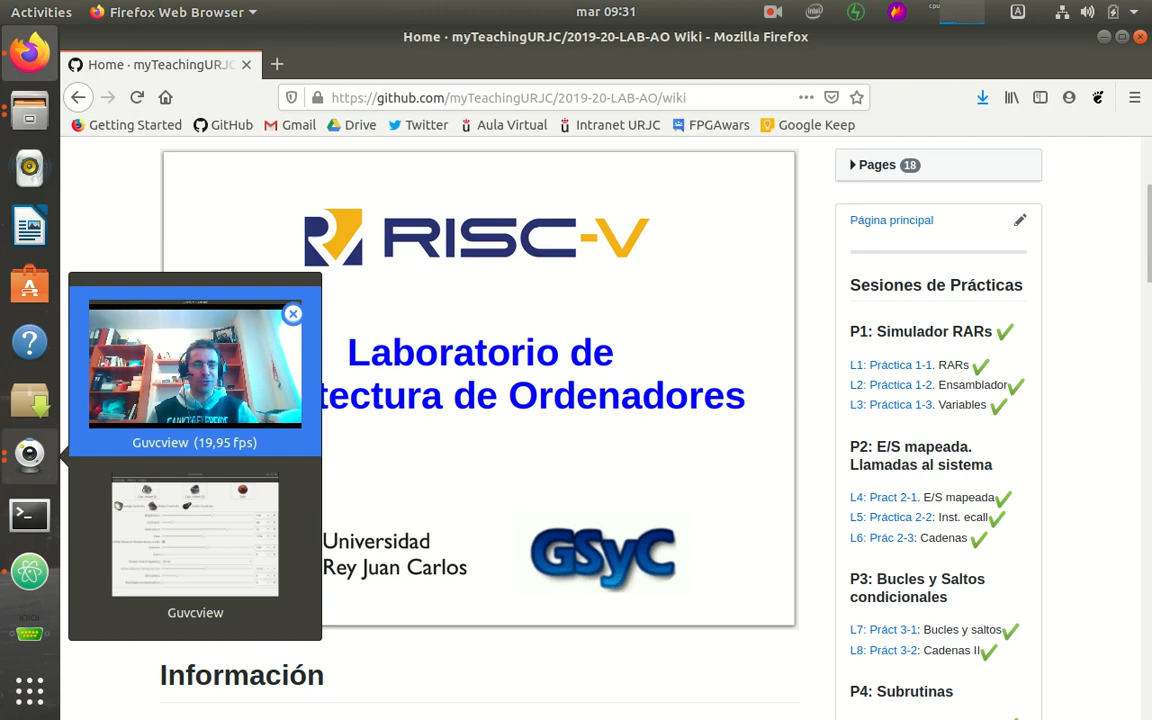 Activities
Firefox Web Browser
mar 09:31
cpu
A
Home · myTeachingURJC/2019-20-LAB-AO Wiki - Mozilla Firefox
Home · myTeachingURJC
https://github.com/myTeachingURJC/2019-20-LAB-AO/wiki
Getting Started
GitHub
Gmail
Drive
Twitter
Aula Virtual
Intranet URJC
FPGAwars
Google Keep
RISC-V
Laboratorio de
tectura de Ordenadores
Universidad
Rey Juan Carlos
GSyC
Información
Guvcview (19,95 fps)
Guvcview
Pages 18
Página principal
Sesiones de Prácticas
P1: Simulador RARs
L1: Práctica 1-1. RARs
L2: Práctica 1-2. Ensamblador
L3: Práctica 1-3. Variables
P2: E/S mapeada.
Llamadas al sistema
L4: Pract 2-1. E/S mapeada
L5: Práctica 2-2: Inst. ecall
L6: Prác 2-3: Cadenas
P3: Bucles y Saltos
condicionales
L7: Práct 3-1: Bucles y saltos
L8: Práct 3-2: Cadenas II
P4: Subrutinas